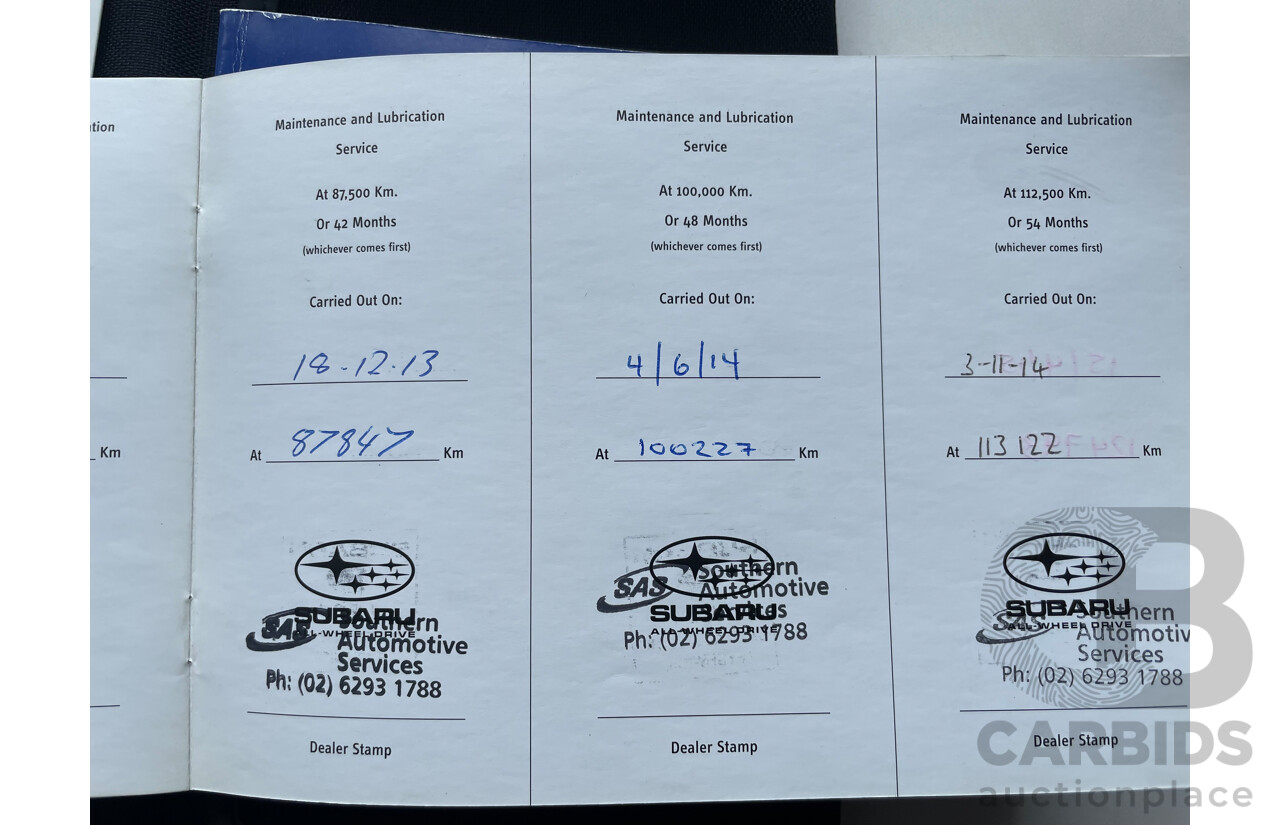 ation
Km
Maintenance and Lubrication
Service
At 87,500 Km.
Or 42 Months
(whichever comes first)
Carried Out On:
18-12-13
At 87847 Km
SUBARU
ALL-WHEEL DRIVE
SAS Southern
Automotive
Services
Ph: (02) 6293 1788
Dealer Stamp
Maintenance and Lubrication
Service
At 100,000 Km.
Or 48 Months
(whichever comes first)
Carried Out On:
4/6/14
At 100227 Km
SAS Southern
Automotive
Services
SUBARU
ALL-WHEEL DRIVE
Ph: (02) 6293 1788
Dealer Stamp
Maintenance and Lubrication
Service
At 112,500 Km.
Or 54 Months
(whichever comes first)
Carried Out On:
3-11-14
At 113122 Km
SUBARU
ALL-WHEEL DRIVE
SAS Southern
Automotiv
Services
Ph: (02) 6293 1788
Dealer Stamp
CARBIDS
auctionplace